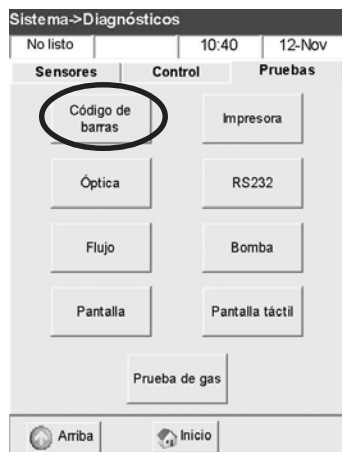 Sistema->Diagnósticos
No listo 10:40 12-Nov
Sensores Control Pruebas
Código de
barras
Impresora
Óptica RS232
Flujo Bomba
Pantalla Pantalla táctil
Prueba de gas
Arriba Inicio